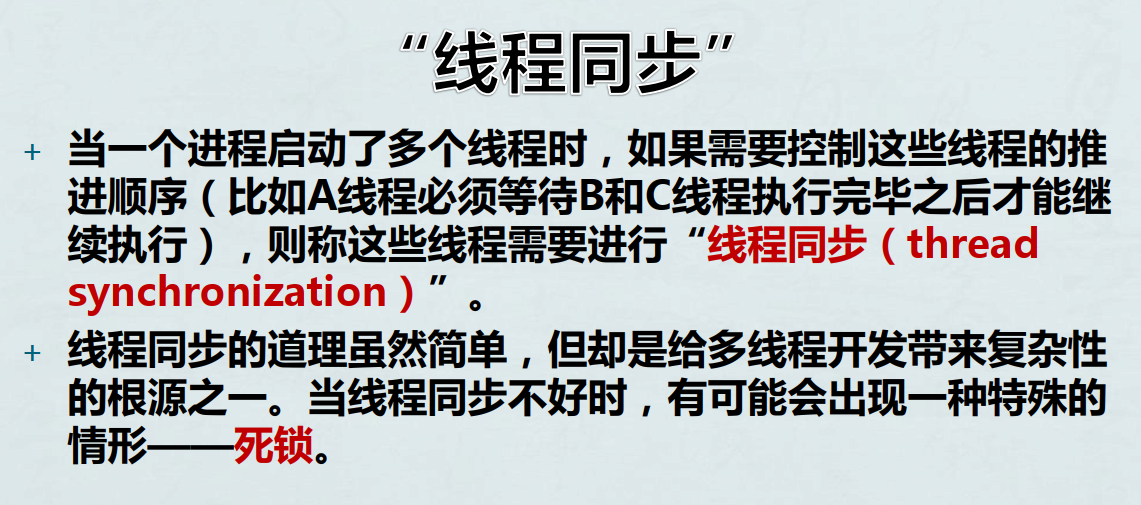 “线程同步”
+ 当一个进程启动了多个线程时，如果需要控制这些线程的推
进顺序（比如A线程必须等待B和C线程执行完毕之后才能继
续执行），则称这些线程需要进行“线程同步（thread
synchronization）”。
+ 线程同步的道理虽然简单，但却是给多线程开发带来复杂性
的根源之一。当线程同步不好时，有可能会出现一种特殊的
情形——死锁。